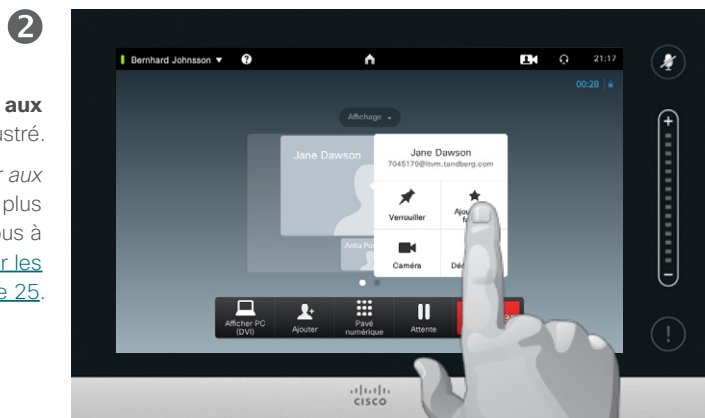 2
aux
ustré.
r aux
plus
ous à
r les
e 25.
Bernhard Johnsson
?
21:17
00:28
Affichage
Jane Dawson
Jane Dawson
7045179@itvm.tandberg.com
Verrouiller
Anita
Caméra
Afficher PC
(DVI)
Ajouter
Pavé
numérique
Attente
+
−
!
CISCO